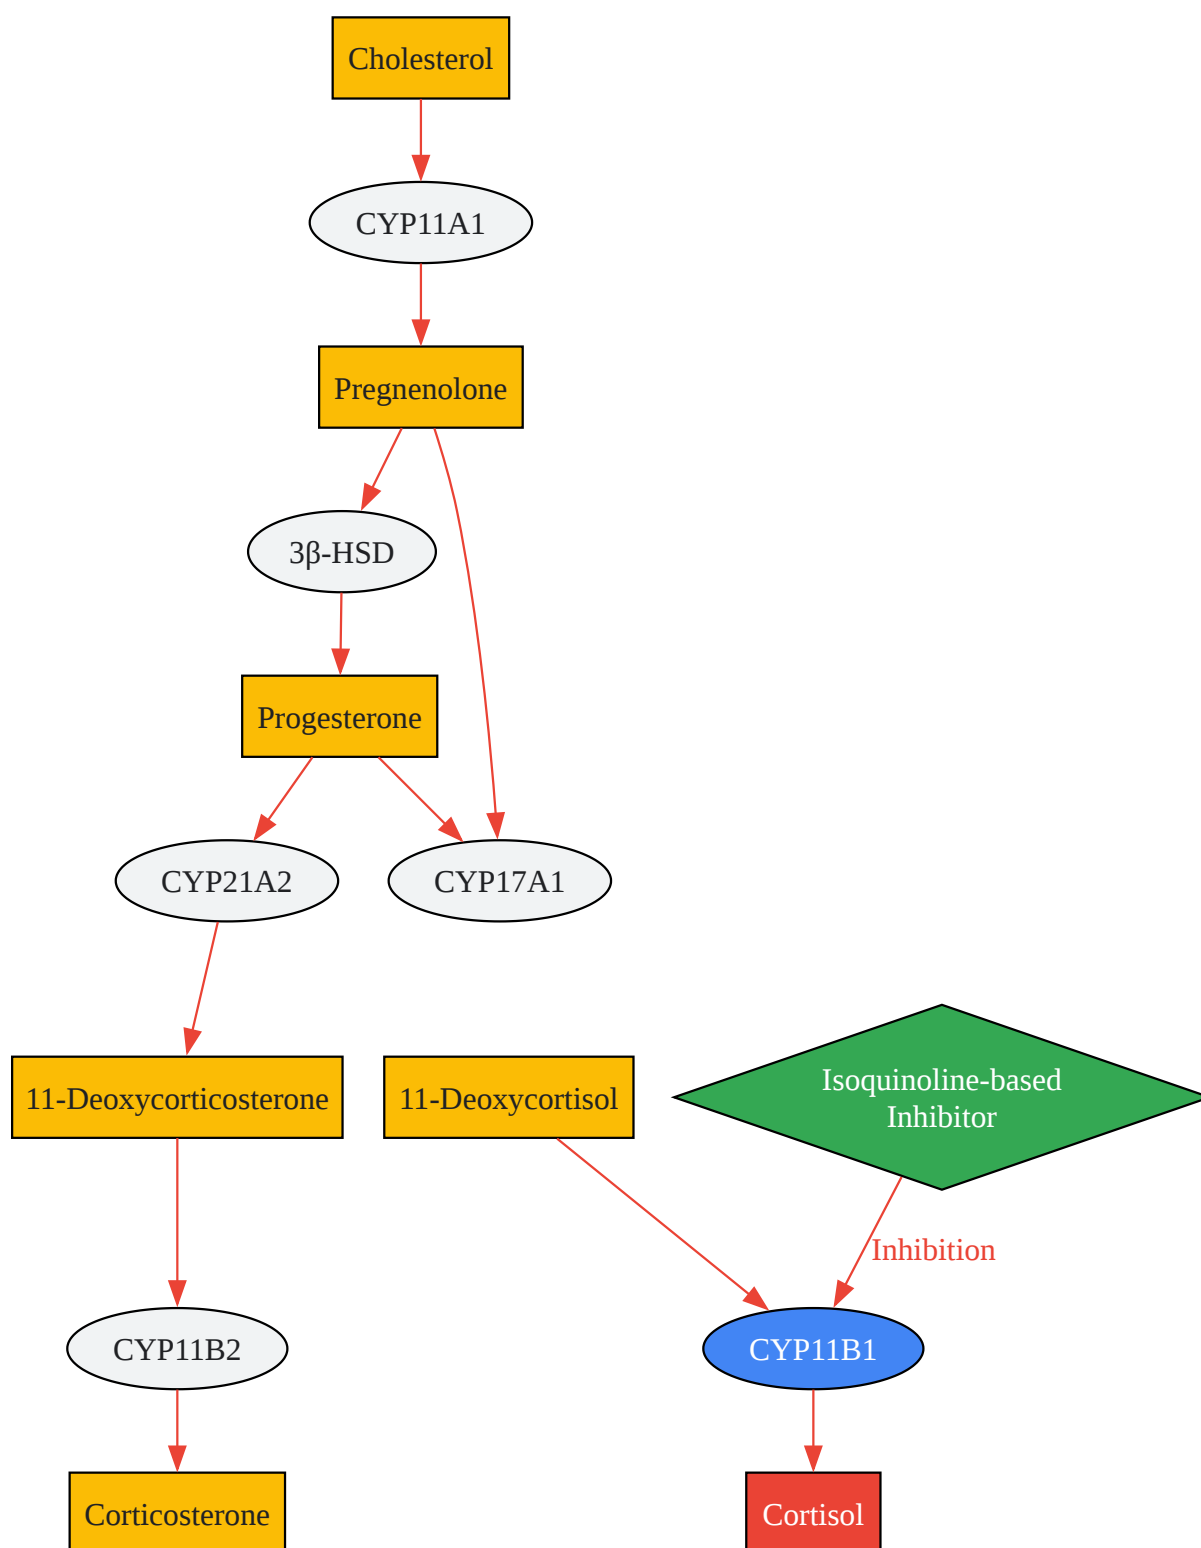 Cholesterol
CYP11A1
Pregnenolone
3β-HSD
Progesterone
CYP21A2
CYP17A1
11-Deoxycorticosterone
11-Deoxycortisol
Isoquinoline-based
Inhibitor
Inhibition
CYP11B2
CYP11B1
Corticosterone
Cortisol